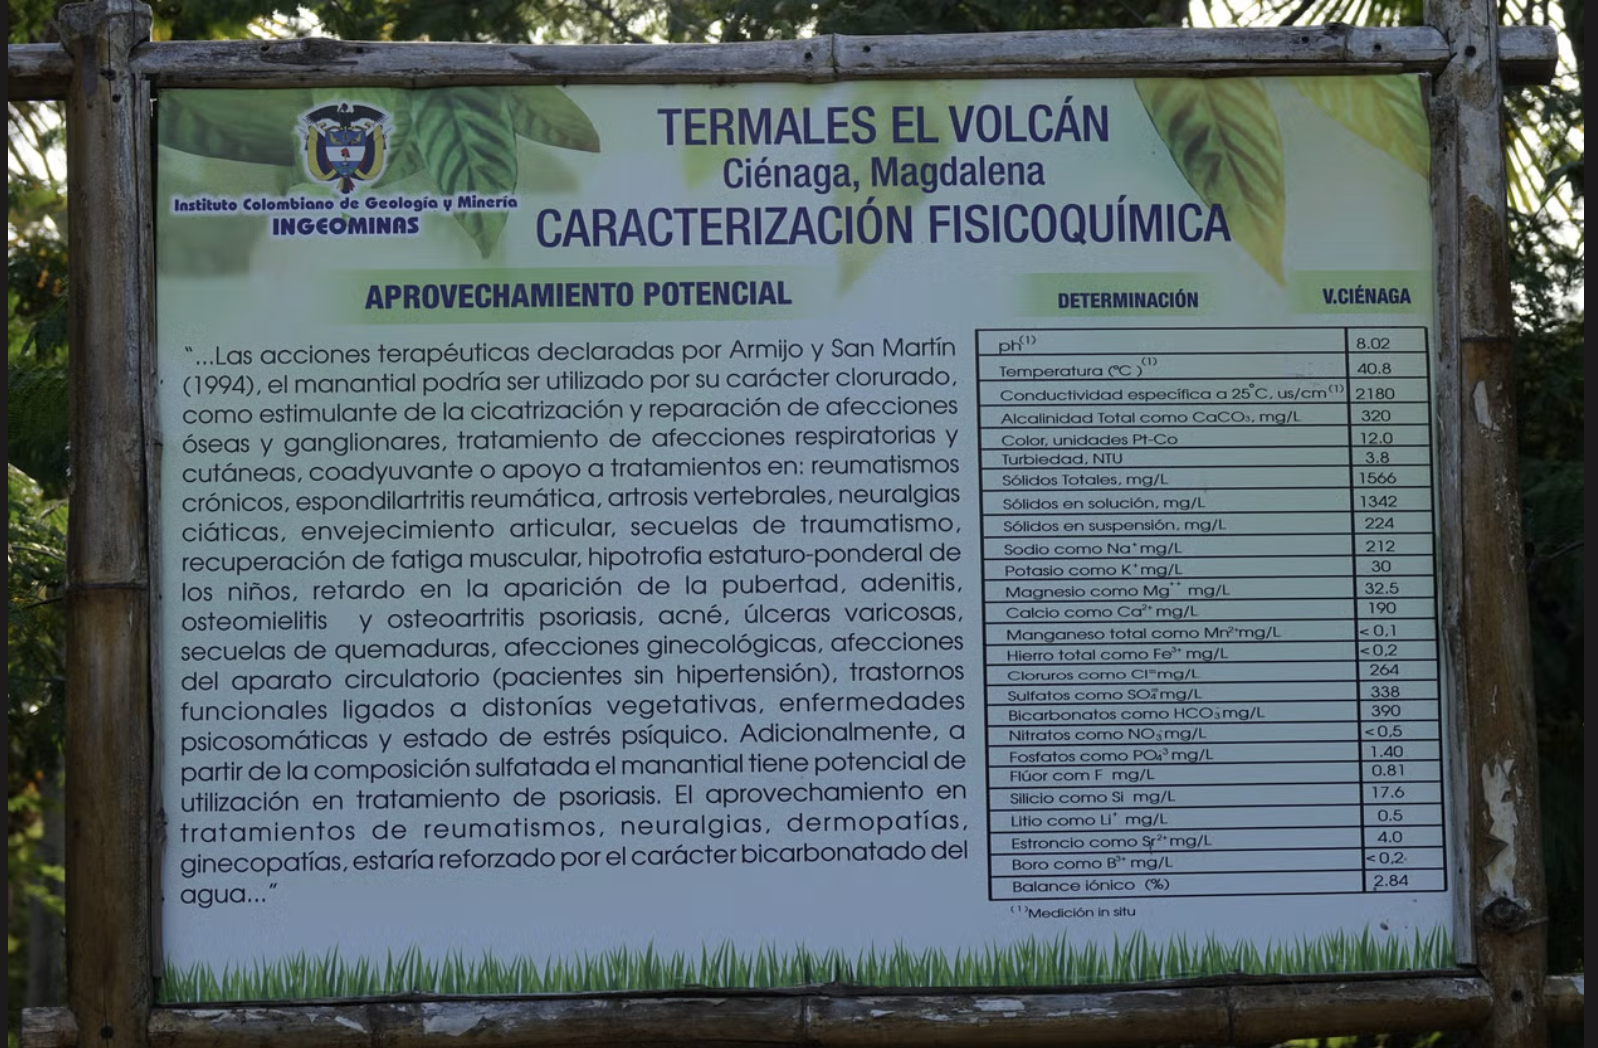 Instituto Colombiano de Geología y Minería
INGEOMINAS
TERMALES EL VOLCÁN
Ciénaga, Magdalena
CARACTERIZACIÓN FISICOQUÍMICA
APROVECHAMIENTO POTENCIAL
"...Las acciones terapéuticas declaradas por Armijo y San Martín
(1994), el manantial podría ser utilizado por su carácter clorurado,
como estimulante de la cicatrización y reparación de afecciones
óseas y ganglionares, tratamiento de afecciones respiratorias y
cutáneas, coadyuvante o apoyo a tratamientos en: reumatismos
crónicos, espondilartritis reumática, artrosis vertebrales, neuralgias
ciáticas, envejecimiento articular, secuelas de traumatismo,
recuperación de fatiga muscular, hipotrofia estaturo-ponderal de
los niños, retardo en la aparición de la pubertad, adenitis,
osteomielitis y osteoartritis psoriasis, acné, úlceras varicosas,
secuelas de quemaduras, afecciones ginecológicas, afecciones
del aparato circulatorio (pacientes sin hipertensión), trastornos
funcionales ligados a distonías vegetativas, enfermedades
psicosomáticas y estado de estrés psíquico. Adicionalmente, a
partir de la composición sulfatada el manantial tiene potencial de
utilización en tratamiento de psoriasis. El aprovechamiento en
tratamientos de reumatismos, neuralgias, dermopatías,
ginecopatías, estaría reforzado por el carácter bicarbonatado del
agua..."
DETERMINACIÓN V.CIÉNAGA
ph⁽¹⁾ 8.02
Temperatura (°C )⁽¹⁾ 40.8
Conductividad específica a 25°C, us/cm⁽¹⁾ 2180
Alcalinidad Total como CaCO₃, mg/L 320
Color, unidades Pt-Co 12.0
Turbiedad, NTU 3.8
Sólidos Totales, mg/L 1566
Sólidos en solución, mg/L 1342
Sólidos en suspensión, mg/L 224
Sodio como Na⁺ mg/L 212
Potasio como K⁺ mg/L 30
Magnesio como Mg⁺⁺ mg/L 32.5
Calcio como Ca²⁺ mg/L 190
Manganeso total como Mn²⁺mg/L < 0,1
Hierro total como Fe³⁺ mg/L <0,2
Cloruros como Cl⁼mg/L 264
Sulfatos como SO₄⁼mg/L 338
Bicarbonatos como HCO₃⁻mg/L 390
Nitratos como NO₃⁻mg/L <0,5
Fosfatos como PO₄⁻³ mg/L 1.40
Flúor com F mg/L 0.81
Silicio como Si mg/L 17.6
Litio como Li⁺ mg/L 0.5
Estroncio como Sr²⁺mg/L 4.0
Boro como B³⁺ mg/L <0,2
Balance iónico (%) 2.84
⁽¹⁾Medición in situ